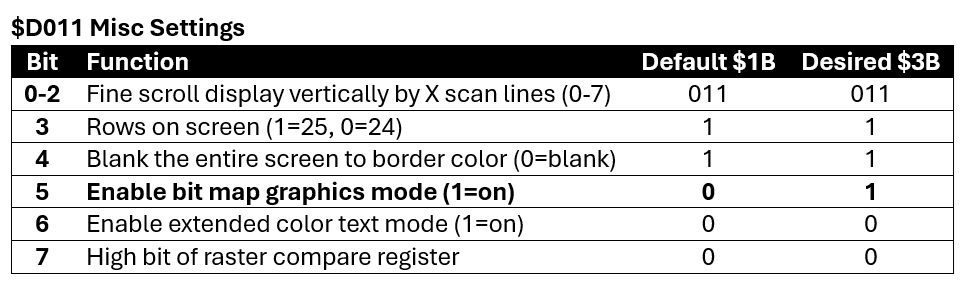 $D011 Misc Settings
Bit Function Default $1B Desired $3B
0-2 Fine scroll display vertically by X scan lines (0-7) 011 011
3 Rows on screen (1=25, 0=24) 1 1
4 Blank the entire screen to border color (0=blank) 1 1
5 Enable bit map graphics mode (1=on) 0 1
6 Enable extended color text mode (1=on) 0 0
7 High bit of raster compare register 0 0